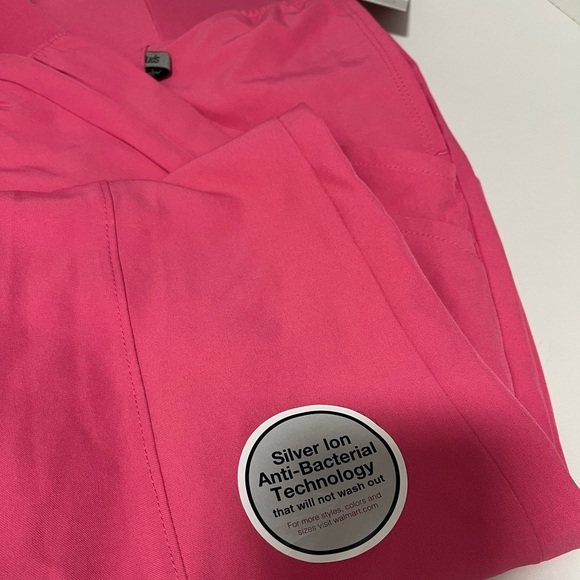 Silver Ion
Anti-Bacterial
Technology
that will not wash out
For more styles, colors and
sizes visit walmart.com